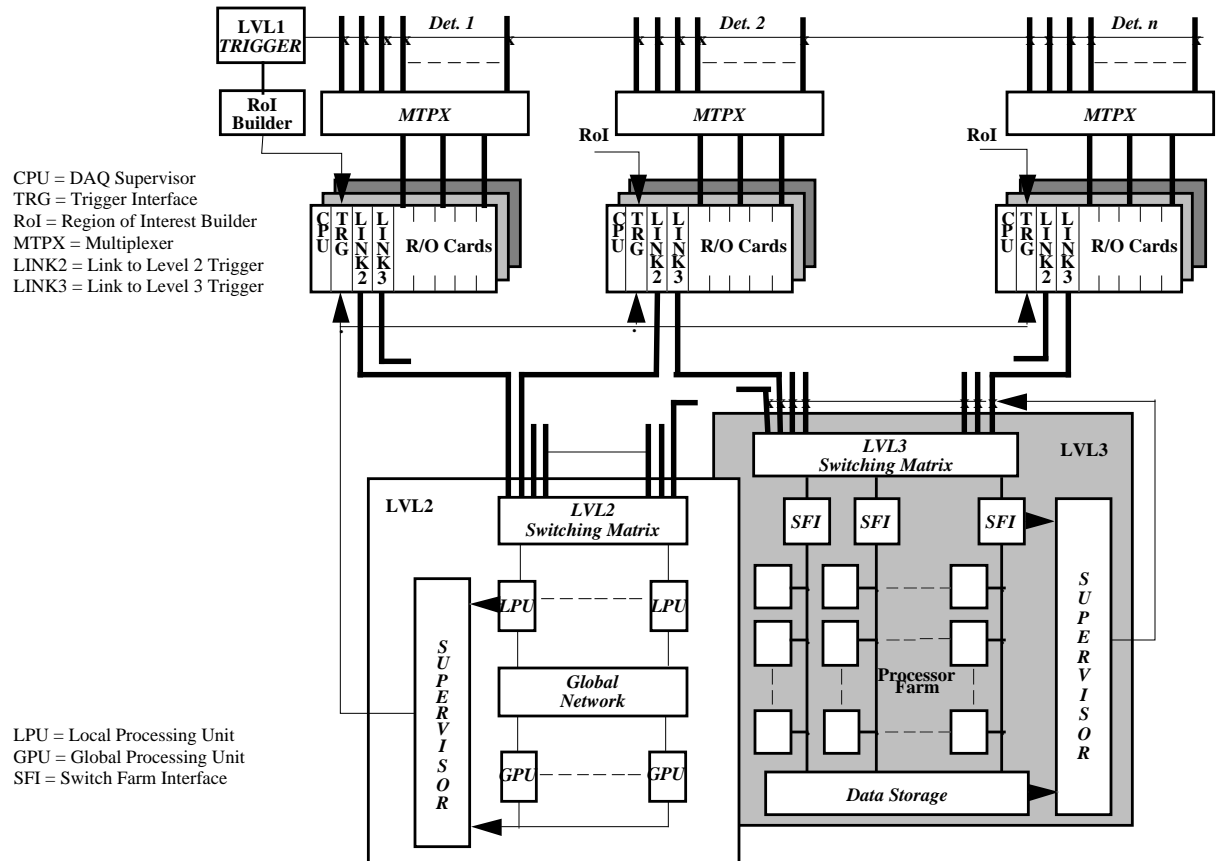 LVL1
TRIGGER
Det. 1
Det. 2
Det. n
x x x x x
x x x x x
x x x x x
RoI
Builder
MTPX
MTPX
MTPX
RoI
RoI
CPU = DAQ Supervisor
TRG = Trigger Interface
RoI = Region of Interest Builder
MTPX = Multiplexer
LINK2 = Link to Level 2 Trigger
LINK3 = Link to Level 3 Trigger
CPU
TRG
LINK2
LINK3
R/O Cards
CPU
TRG
LINK2
LINK3
R/O Cards
CPU
TRG
LINK2
LINK3
R/O Cards
x x x x x x x
LVL3
Switching Matrix
LVL3
LVL2
LVL2
Switching Matrix
SFI
SFI
SFI
LPU
LPU
SUPERVISOR
SUPERVISOR
Global
Network
Processor
Farm
GPU
GPU
Data Storage
LPU = Local Processing Unit
GPU = Global Processing Unit
SFI = Switch Farm Interface